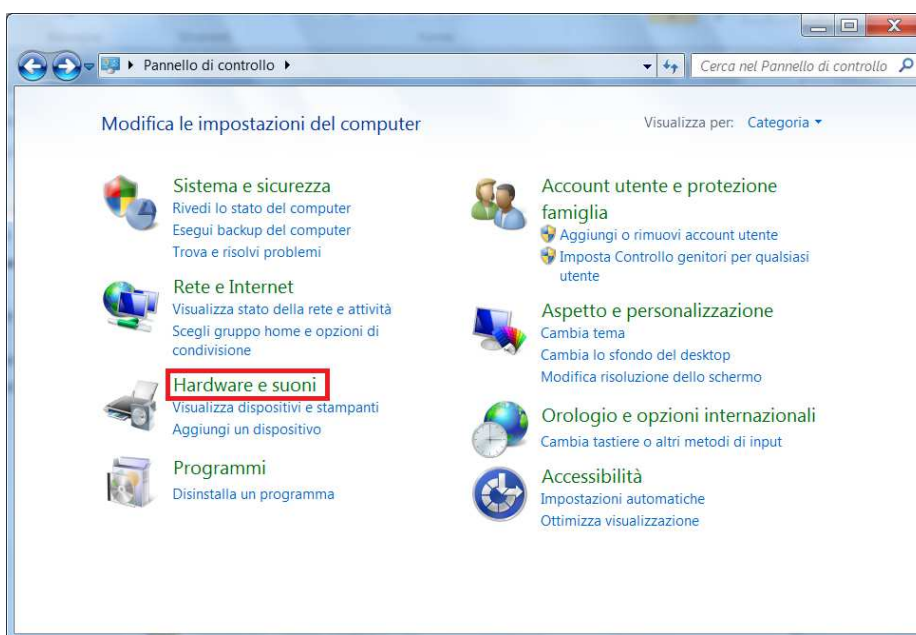 Pannello di controllo
Cerca nel Pannello di controllo
Modifica le impostazioni del computer
Visualizza per: Categoria
Sistema e sicurezza
Rivedi lo stato del computer
Esegui backup del computer
Trova e risolvi problemi
Rete e Internet
Visualizza stato della rete e attività
Scegli gruppo home e opzioni di
condivisione
Hardware e suoni
Visualizza dispositivi e stampanti
Aggiungi un dispositivo
Programmi
Disinstalla un programma
Account utente e protezione
famiglia
Aggiungi o rimuovi account utente
Imposta Controllo genitori per qualsiasi
utente
Aspetto e personalizzazione
Cambia tema
Cambia lo sfondo del desktop
Modifica risoluzione dello schermo
Orologio e opzioni internazionali
Cambia tastiere o altri metodi di input
Accessibilità
Impostazioni automatiche
Ottimizza visualizzazione